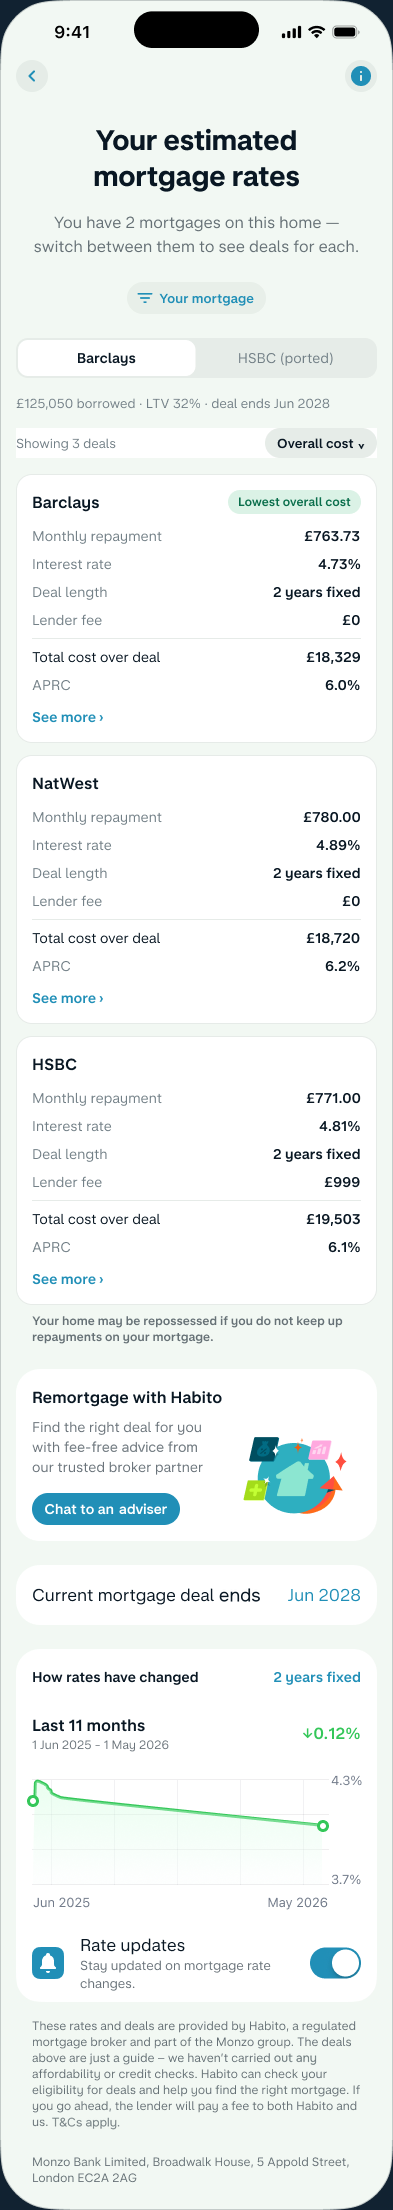 9:41
Your estimated
mortgage rates
You have 2 mortgages on this home —
switch between them to see deals for each.
Your mortgage
Barclays
HSBC (ported)
£125,050 borrowed · LTV 32% · deal ends Jun 2028
Showing 3 deals
Overall cost
Barclays
Lowest overall cost
Monthly repayment £763.73
Interest rate 4.73%
Deal length 2 years fixed
Lender fee £0
Total cost over deal £18,329
APRC 6.0%
See more ›
NatWest
Monthly repayment £780.00
Interest rate 4.89%
Deal length 2 years fixed
Lender fee £0
Total cost over deal £18,720
APRC 6.2%
See more ›
HSBC
Monthly repayment £771.00
Interest rate 4.81%
Deal length 2 years fixed
Lender fee £999
Total cost over deal £19,503
APRC 6.1%
See more ›
Your home may be repossessed if you do not keep up
repayments on your mortgage.
Remortgage with Habito
Find the right deal for you
with fee-free advice from
our trusted broker partner
Chat to an adviser
Current mortgage deal ends Jun 2028
How rates have changed 2 years fixed
Last 11 months
1 Jun 2025 - 1 May 2026
↓0.12%
4.3%
3.7%
Jun 2025 May 2026
Rate updates
Stay updated on mortgage rate
changes.
These rates and deals are provided by Habito, a regulated
mortgage broker and part of the Monzo group. The deals
above are just a guide – we haven't carried out any
affordability or credit checks. Habito can check your
eligibility for deals and help you find the right mortgage. If
you go ahead, the lender will pay a fee to both Habito and
us. T&Cs apply.
Monzo Bank Limited, Broadwalk House, 5 Appold Street,
London EC2A 2AG